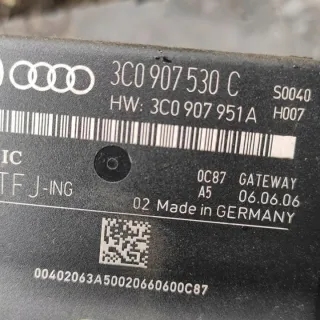 3C0 907 530 C S0040
HW: 3C0 907 951A H007
IC
TFJ-ING
0C87 GATEWAY
A5 06.06.06
02 Made in GERMANY
00402063A50020660600C87